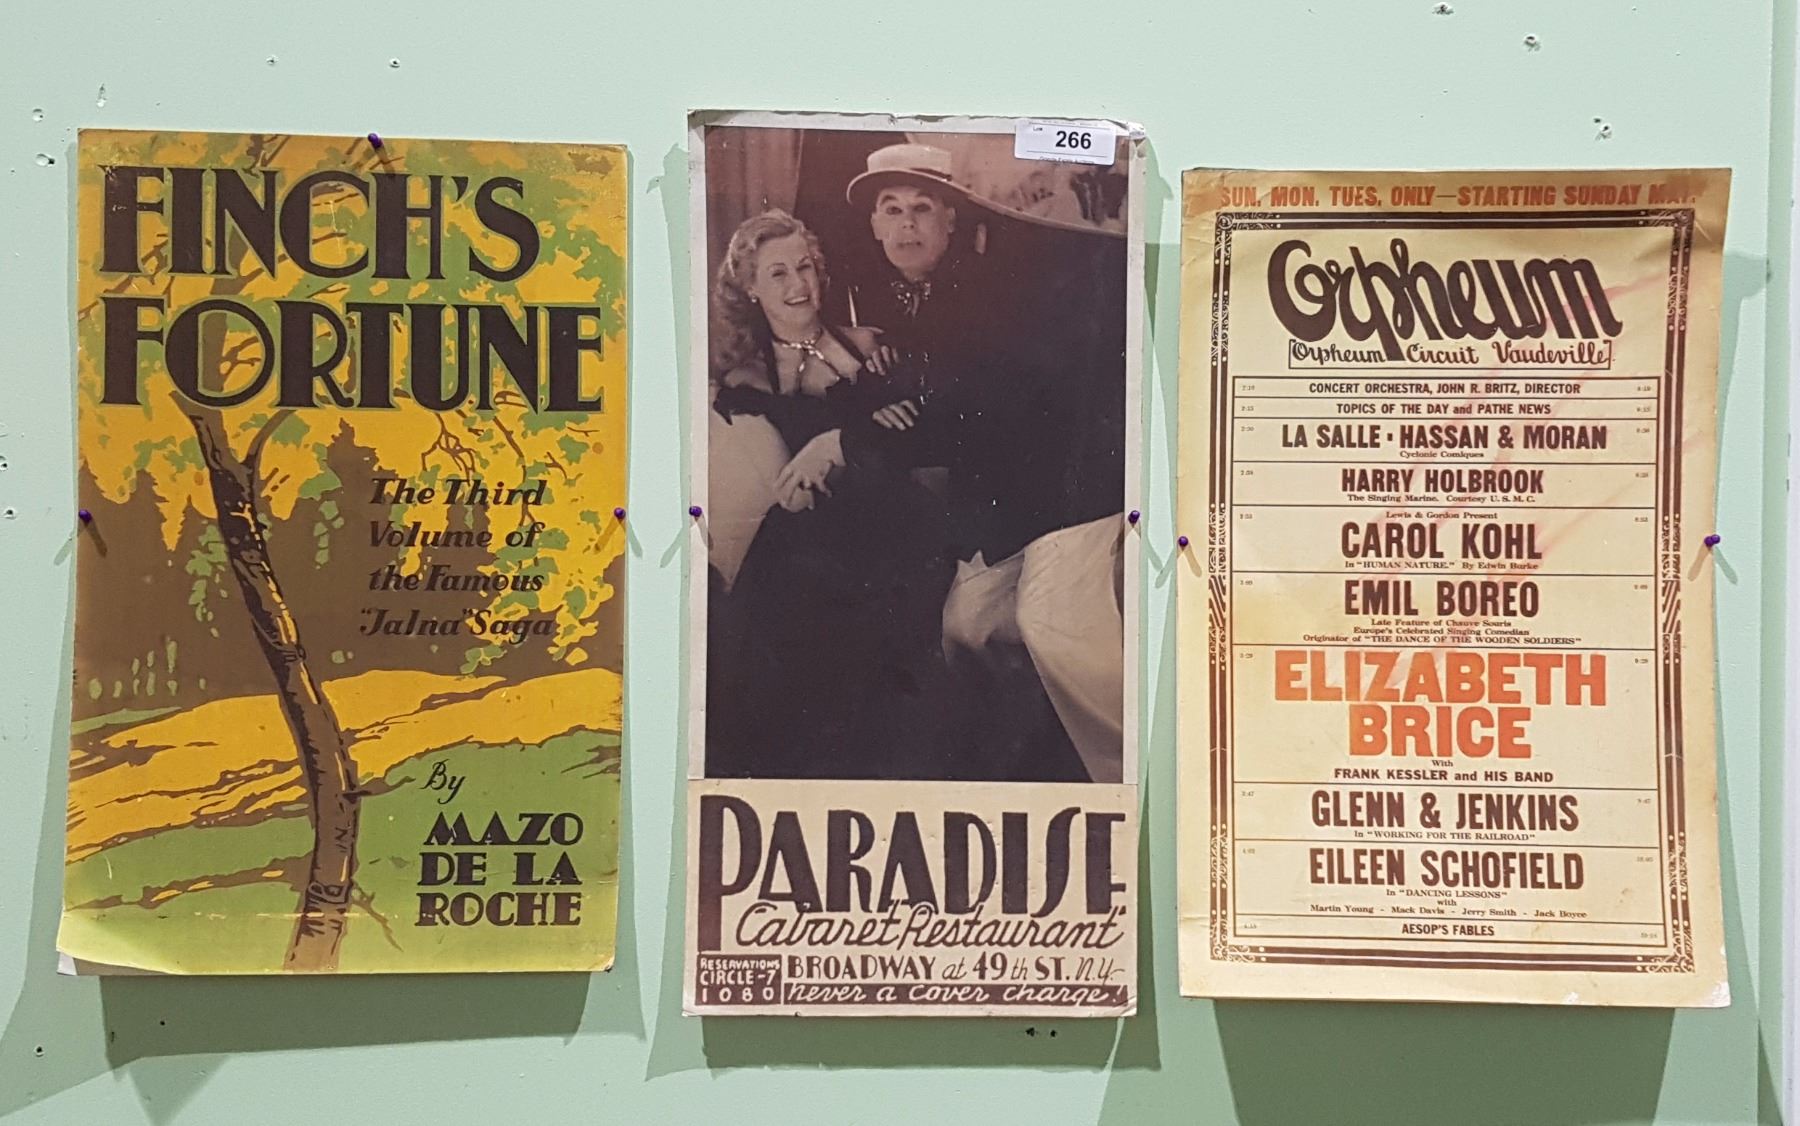 FINCH'S
FORTUNE
The Third
Volume of
the Famous
"Jalna" Saga
By
MAZO
DE LA
ROCHE
Lot
266
PARADISE
Cabaret Restaurant
RESERVATIONS
CIRCLE-7
1080
BROADWAY at 49th ST. N.Y.
never a cover charge!
SUN, MON, TUES, ONLY—STARTING SUNDAY MAY
Orpheum
[Orpheum Circuit Vaudeville]
CONCERT ORCHESTRA, JOHN R. BRITZ, DIRECTOR
TOPICS OF THE DAY and PATHE NEWS
LA SALLE · HASSAN & MORAN
Cyclonic Comiques
HARRY HOLBROOK
The Singing Marine. Courtesy U. S. M. C.
Lewis & Gordon Present
CAROL KOHL
In "HUMAN NATURE." By Edwin Burke
EMIL BOREO
Late Feature of Chauve Souris
Europe's Celebrated Singing Comedian
Originator of "THE DANCE OF THE WOODEN SOLDIERS"
ELIZABETH
BRICE
With
FRANK KESSLER and HIS BAND
GLENN & JENKINS
In "WORKING FOR THE RAILROAD"
EILEEN SCHOFIELD
In "DANCING LESSONS"
with
Martin Young - Mack Davis - Jerry Smith - Jack Boyce
AESOP'S FABLES